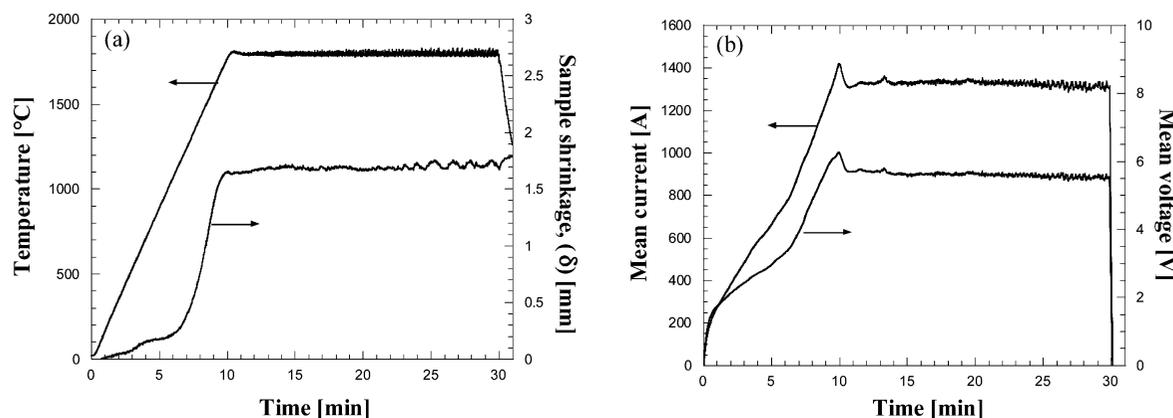 (a)
Temperature [°C]
2000
1500
1000
500
0
3
2.5
2
1.5
1
0.5
0
Sample shrinkage, (δ) [mm]
0 5 10 15 20 25 30
Time [min]
(b)
Mean current [A]
1600
1400
1200
1000
800
600
400
200
0
10
8
6
4
2
0
Mean voltage [V]
0 5 10 15 20 25 30
Time [min]